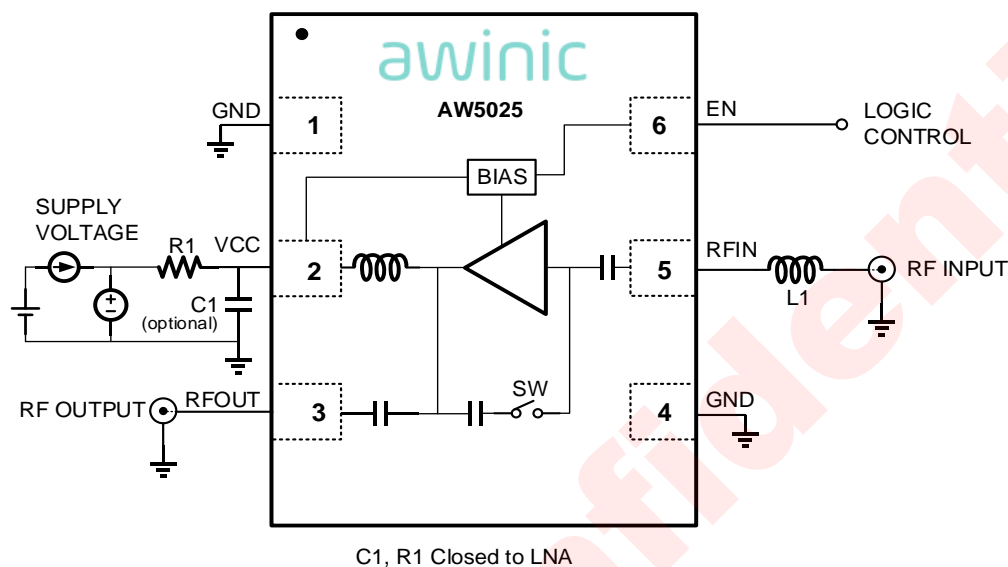 awinic
AW5025
GND
1
6
EN
LOGIC
CONTROL
BIAS
SUPPLY
VOLTAGE
R1
VCC
2
5
RFIN
L1
RF INPUT
C1
(optional)
RF OUTPUT
RFOUT
3
SW
4
GND
C1, R1 Closed to LNA